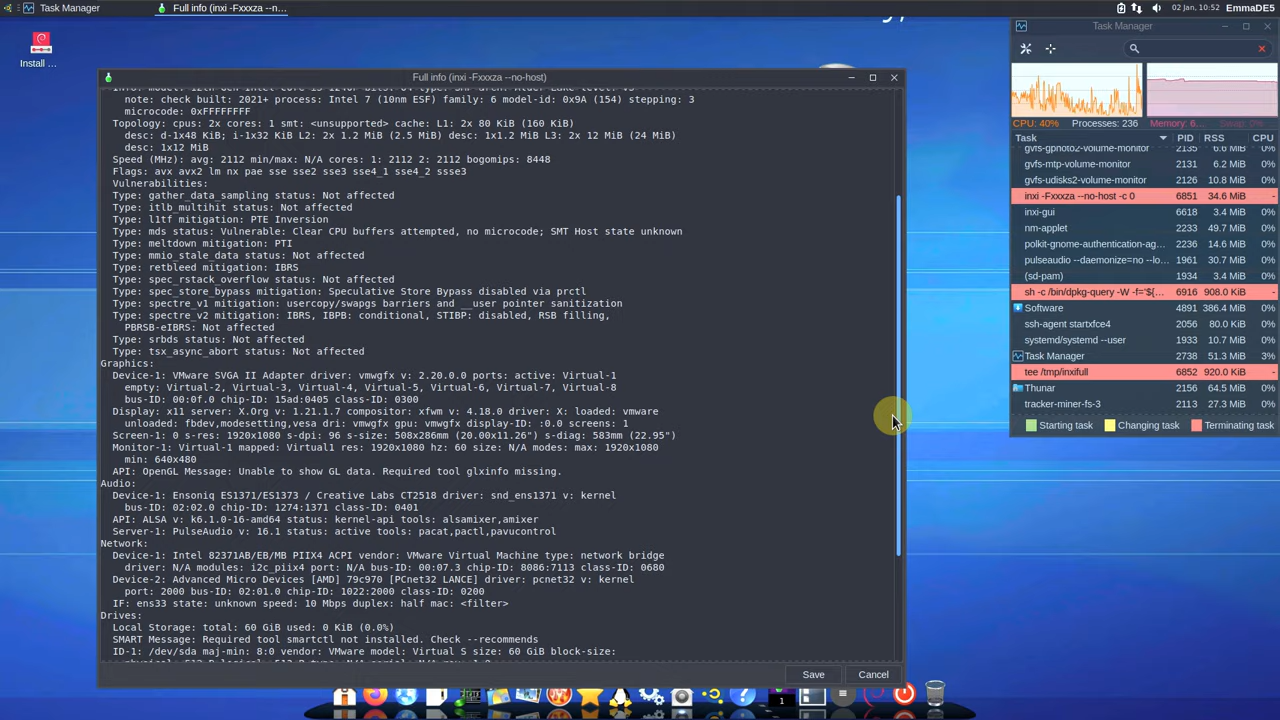 Task Manager
Full info (inxi -Fxxxza --n...
02 Jan, 10:52
EmmaDE5
Install ...
Full info (inxi -Fxxxza --no-host)
note: check built: 2021+ process: Intel 7 (10nm ESF) family: 6 model-id: 0x9A (154) stepping: 3
microcode: 0xFFFFFFFF
Topology: cpus: 2x cores: 1 smt: <unsupported> cache: L1: 2x 80 KiB (160 KiB)
desc: d-1x48 KiB; i-1x32 KiB L2: 2x 1.2 MiB (2.5 MiB) desc: 1x1.2 MiB L3: 2x 12 MiB (24 MiB)
desc: 1x12 MiB
Speed (MHz): avg: 2112 min/max: N/A cores: 1: 2112 2: 2112 bogomips: 8448
Flags: avx avx2 lm nx pae sse sse2 sse3 sse4_1 sse4_2 ssse3
Vulnerabilities:
Type: gather_data_sampling status: Not affected
Type: itlb_multihit status: Not affected
Type: l1tf mitigation: PTE Inversion
Type: mds status: Vulnerable: Clear CPU buffers attempted, no microcode; SMT Host state unknown
Type: meltdown mitigation: PTI
Type: mmio_stale_data status: Not affected
Type: retbleed mitigation: IBRS
Type: spec_rstack_overflow status: Not affected
Type: spec_store_bypass mitigation: Speculative Store Bypass disabled via prctl
Type: spectre_v1 mitigation: usercopy/swapgs barriers and __user pointer sanitization
Type: spectre_v2 mitigation: IBRS, IBPB: conditional, STIBP: disabled, RSB filling,
PBRSB-eIBRS: Not affected
Type: srbds status: Not affected
Type: tsx_async_abort status: Not affected
Graphics:
Device-1: VMware SVGA II Adapter driver: vmwgfx v: 2.20.0.0 ports: active: Virtual-1
empty: Virtual-2, Virtual-3, Virtual-4, Virtual-5, Virtual-6, Virtual-7, Virtual-8
bus-ID: 00:0f.0 chip-ID: 15ad:0405 class-ID: 0300
Display: x11 server: X.Org v: 1.21.1.7 compositor: xfwm v: 4.18.0 driver: X: loaded: vmware
unloaded: fbdev,modesetting,vesa dri: vmwgfx gpu: vmwgfx display-ID: :0.0 screens: 1
Screen-1: 0 s-res: 1920x1080 s-dpi: 96 s-size: 508x286mm (20.00x11.26") s-diag: 583mm (22.95")
Monitor-1: Virtual-1 mapped: Virtual1 res: 1920x1080 hz: 60 size: N/A modes: max: 1920x1080
min: 640x480
API: OpenGL Message: Unable to show GL data. Required tool glxinfo missing.
Audio:
Device-1: Ensoniq ES1371/ES1373 / Creative Labs CT2518 driver: snd_ens1371 v: kernel
bus-ID: 02:02.0 chip-ID: 1274:1371 class-ID: 0401
API: ALSA v: k6.1.0-16-amd64 status: kernel-api tools: alsamixer,amixer
Server-1: PulseAudio v: 16.1 status: active tools: pacat,pactl,pavucontrol
Network:
Device-1: Intel 82371AB/EB/MB PIIX4 ACPI vendor: VMware Virtual Machine type: network bridge
driver: N/A modules: i2c_piix4 port: N/A bus-ID: 00:07.3 chip-ID: 8086:7113 class-ID: 0680
Device-2: Advanced Micro Devices [AMD] 79c970 [PCnet32 LANCE] driver: pcnet32 v: kernel
port: 2000 bus-ID: 02:01.0 chip-ID: 1022:2000 class-ID: 0200
IF: ens33 state: unknown speed: 10 Mbps duplex: half mac: <filter>
Drives:
Local Storage: total: 60 GiB used: 0 KiB (0.0%)
SMART Message: Required tool smartctl not installed. Check --recommends
ID-1: /dev/sda maj-min: 8:0 vendor: VMware model: Virtual S size: 60 GiB block-size:
Save
Cancel
Task Manager
CPU: 40%
Processes: 236
Memory: 6...
Swap: 0%
Task PID RSS CPU
gvfs-gphoto2-volume-monitor 2135 6.6 MiB 0%
gvfs-mtp-volume-monitor 2131 6.2 MiB 0%
gvfs-udisks2-volume-monitor 2126 10.8 MiB 0%
inxi -Fxxxza --no-host -c 0 6851 34.6 MiB -
inxi-gui 6618 3.4 MiB 0%
nm-applet 2233 49.7 MiB 0%
polkit-gnome-authentication-ag... 2236 14.6 MiB 0%
pulseaudio --daemonize=no --lo... 1961 30.7 MiB 0%
(sd-pam) 1934 3.4 MiB 0%
sh -c /bin/dpkg-query -W -f='${... 6916 908.0 KiB -
Software 4891 386.4 MiB 0%
ssh-agent startxfce4 2056 80.0 KiB 0%
systemd/systemd --user 1933 10.7 MiB 0%
Task Manager 2738 51.3 MiB 3%
tee /tmp/inxifull 6852 920.0 KiB -
Thunar 2156 64.5 MiB 0%
tracker-miner-fs-3 2113 27.3 MiB 0%
Starting task
Changing task
Terminating task
1